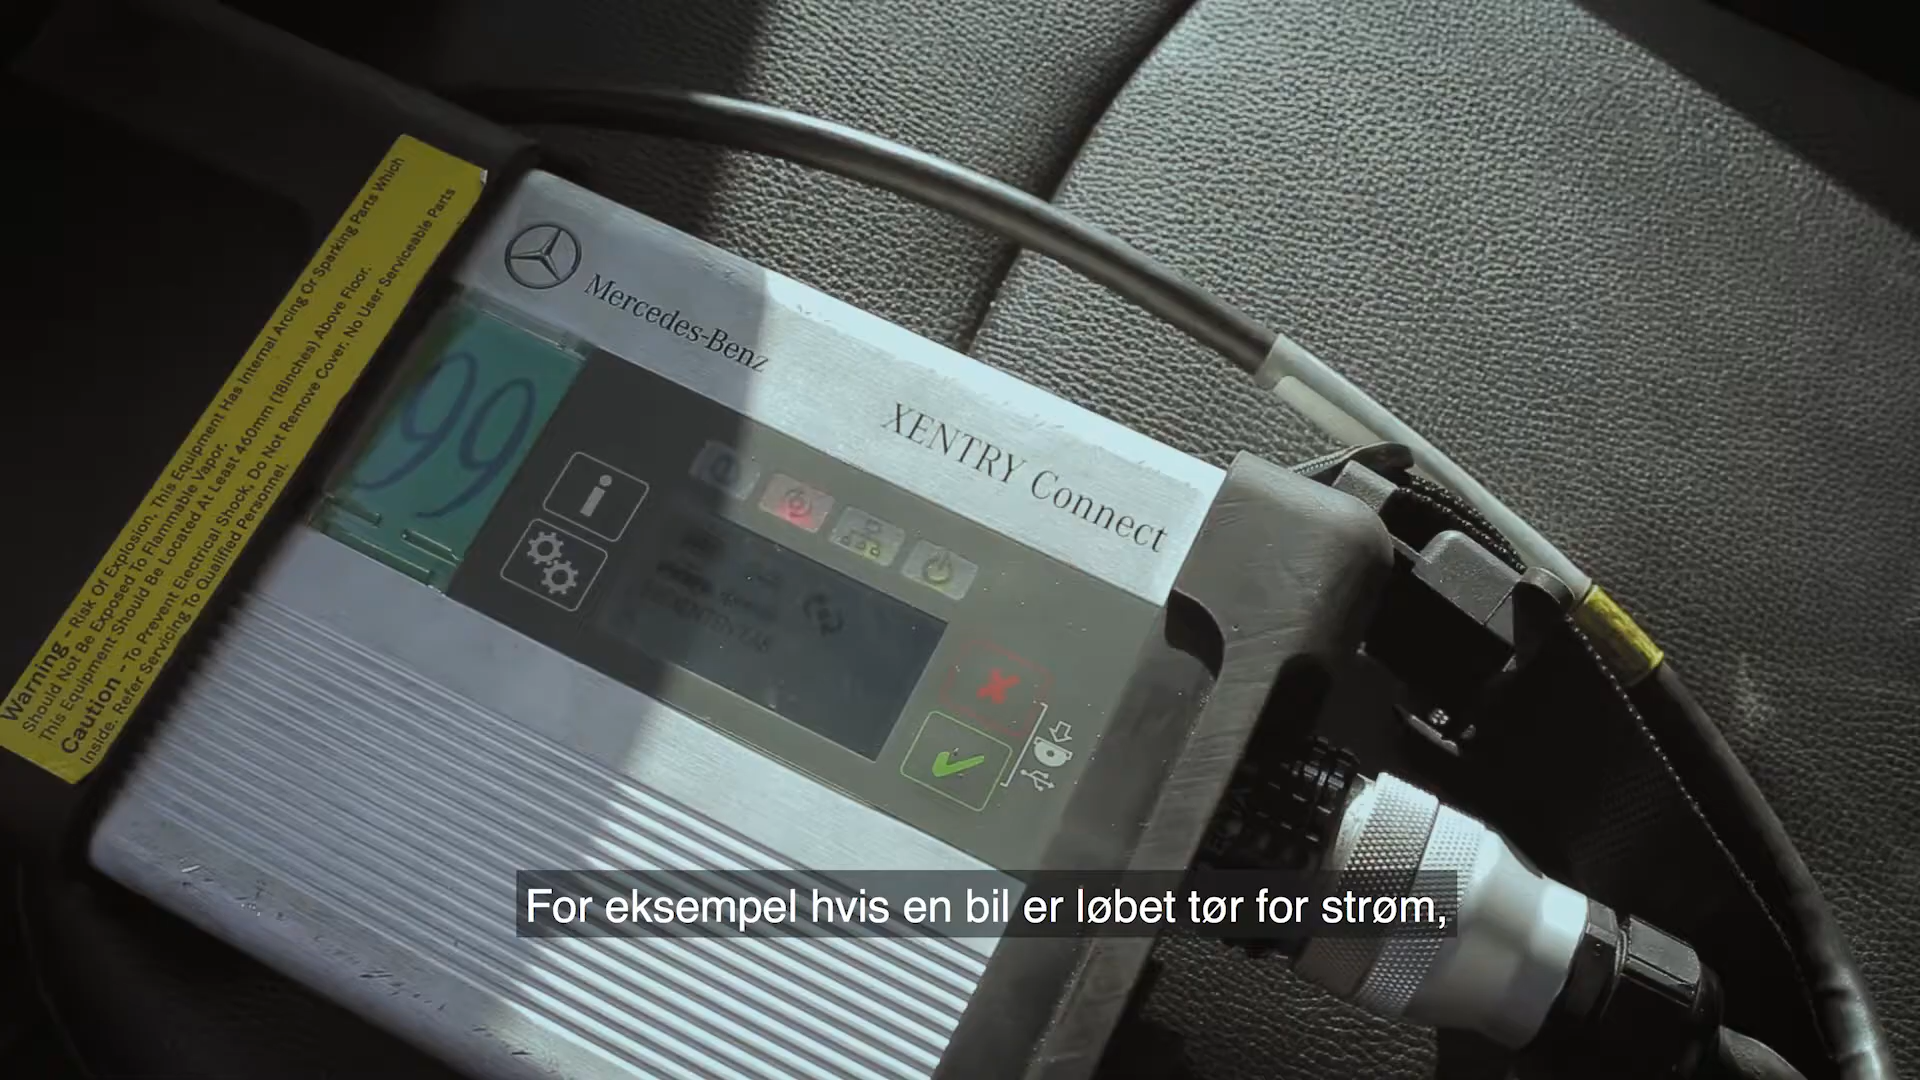 Warning - Risk Of Explosion, This Equipment Has Internal Arcing Or Sparking Parts Which
Should Not Be Exposed To Flammable Vapor.
This Equipment Should Be Located At Least 460mm (18inches) Above Floor.
Caution - To Prevent Electrical Shock, Do Not Remove Cover. No User Serviceable Parts
Inside. Refer Servicing To Qualified Personnel.
Mercedes-Benz
XENTRY Connect
99
i
For eksempel hvis en bil er løbet tør for strøm,